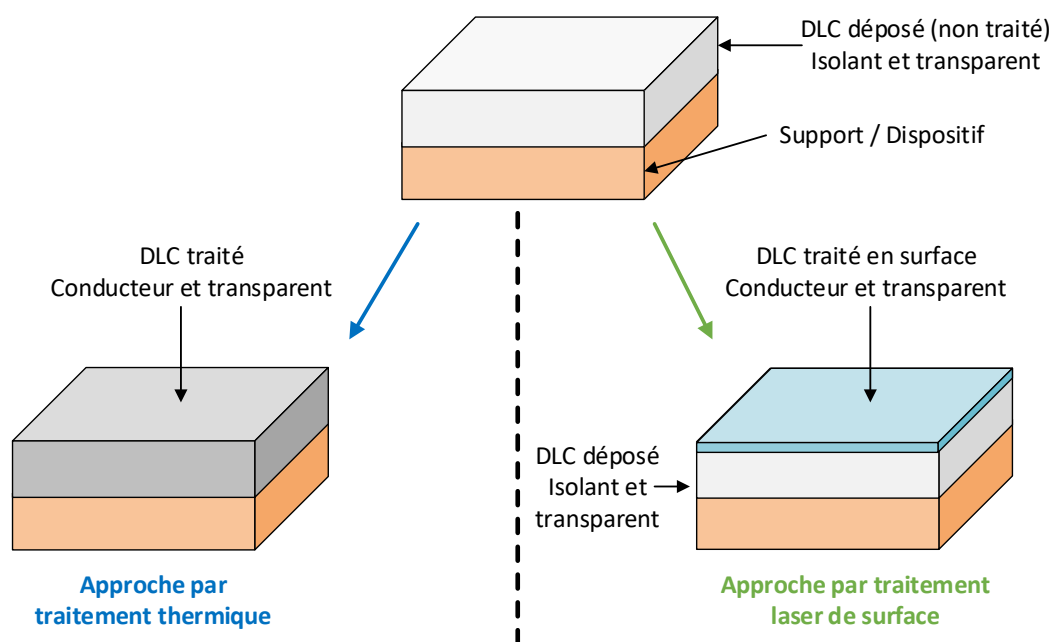 DLC déposé (non traité)
Isolant et transparent
Support / Dispositif
DLC traité
Conducteur et transparent
DLC traité en surface
Conducteur et transparent
DLC déposé
Isolant et
transparent
Approche par
traitement thermique
Approche par traitement
laser de surface